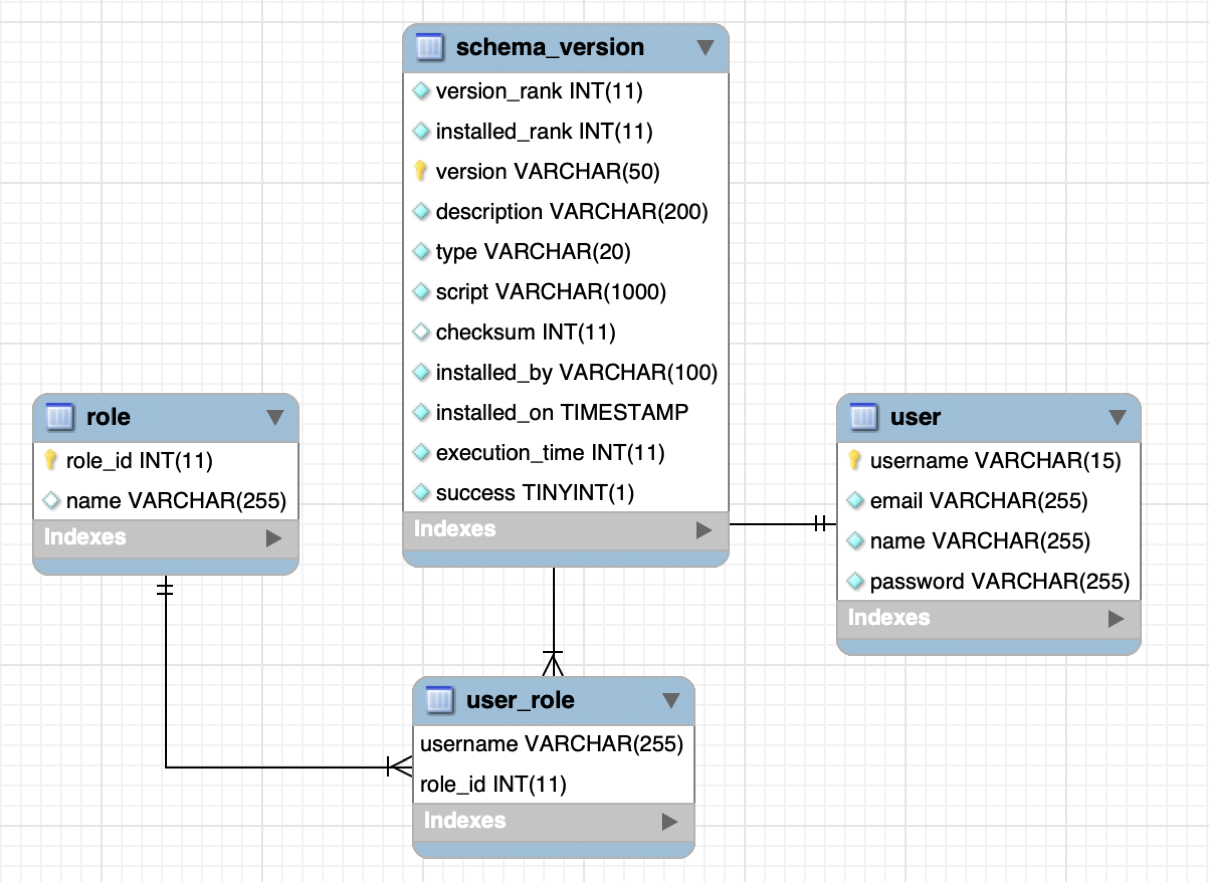 schema_version
version_rank INT(11)
installed_rank INT(11)
version VARCHAR(50)
description VARCHAR(200)
type VARCHAR(20)
script VARCHAR(1000)
checksum INT(11)
installed_by VARCHAR(100)
installed_on TIMESTAMP
execution_time INT(11)
success TINYINT(1)
Indexes
role
role_id INT(11)
name VARCHAR(255)
Indexes
user
username VARCHAR(15)
email VARCHAR(255)
name VARCHAR(255)
password VARCHAR(255)
Indexes
user_role
username VARCHAR(255)
role_id INT(11)
Indexes